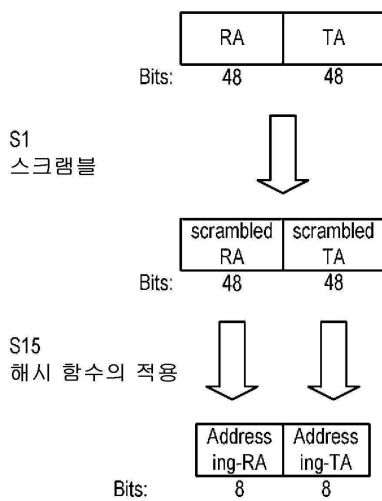 RA TA
Bits: 48 48
S1
스크램블
scrambled scrambled
RA TA
Bits: 48 48
S15
해시 함수의 적용
Address Address
ing-RA ing-TA
Bits: 8 8